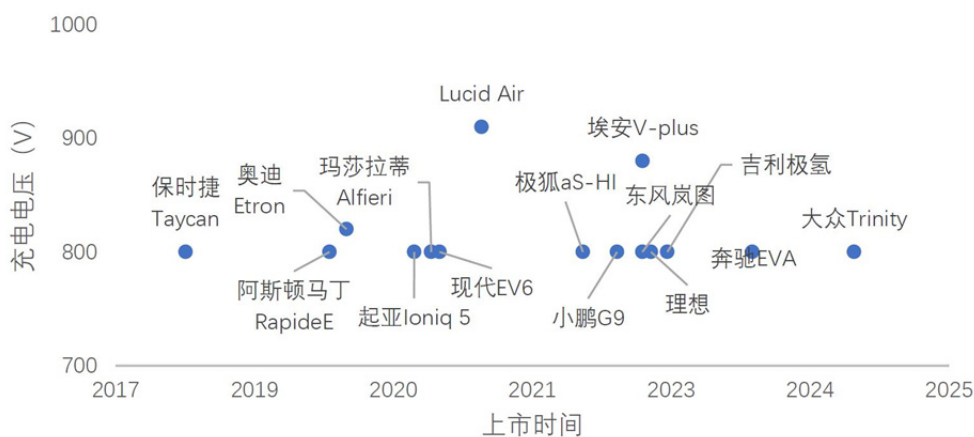 1000
900
800
700
充电电压（V）
保时捷
Taycan
奥迪
Etron
阿斯顿马丁
RapideE
玛莎拉蒂
Alfieri
起亚Ioniq 5
现代EV6
Lucid Air
极狐aS-HI
小鹏G9
埃安V-plus
东风岚图
理想
吉利极氢
奔驰EVA
大众Trinity
2017
2019
2020
2021
2023
2024
2025
上市时间